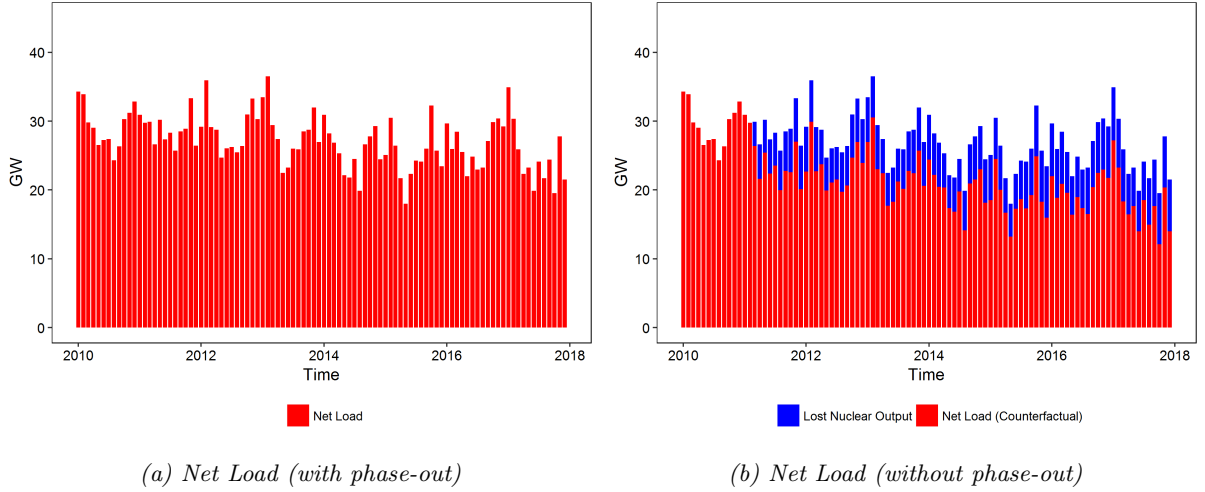 40
30
20
10
0
GW
2010 2012 2014 2016 2018
Time
Net Load
(a) Net Load (with phase-out)
40
30
20
10
0
GW
2010 2012 2014 2016 2018
Time
Lost Nuclear Output Net Load (Counterfactual)
(b) Net Load (without phase-out)